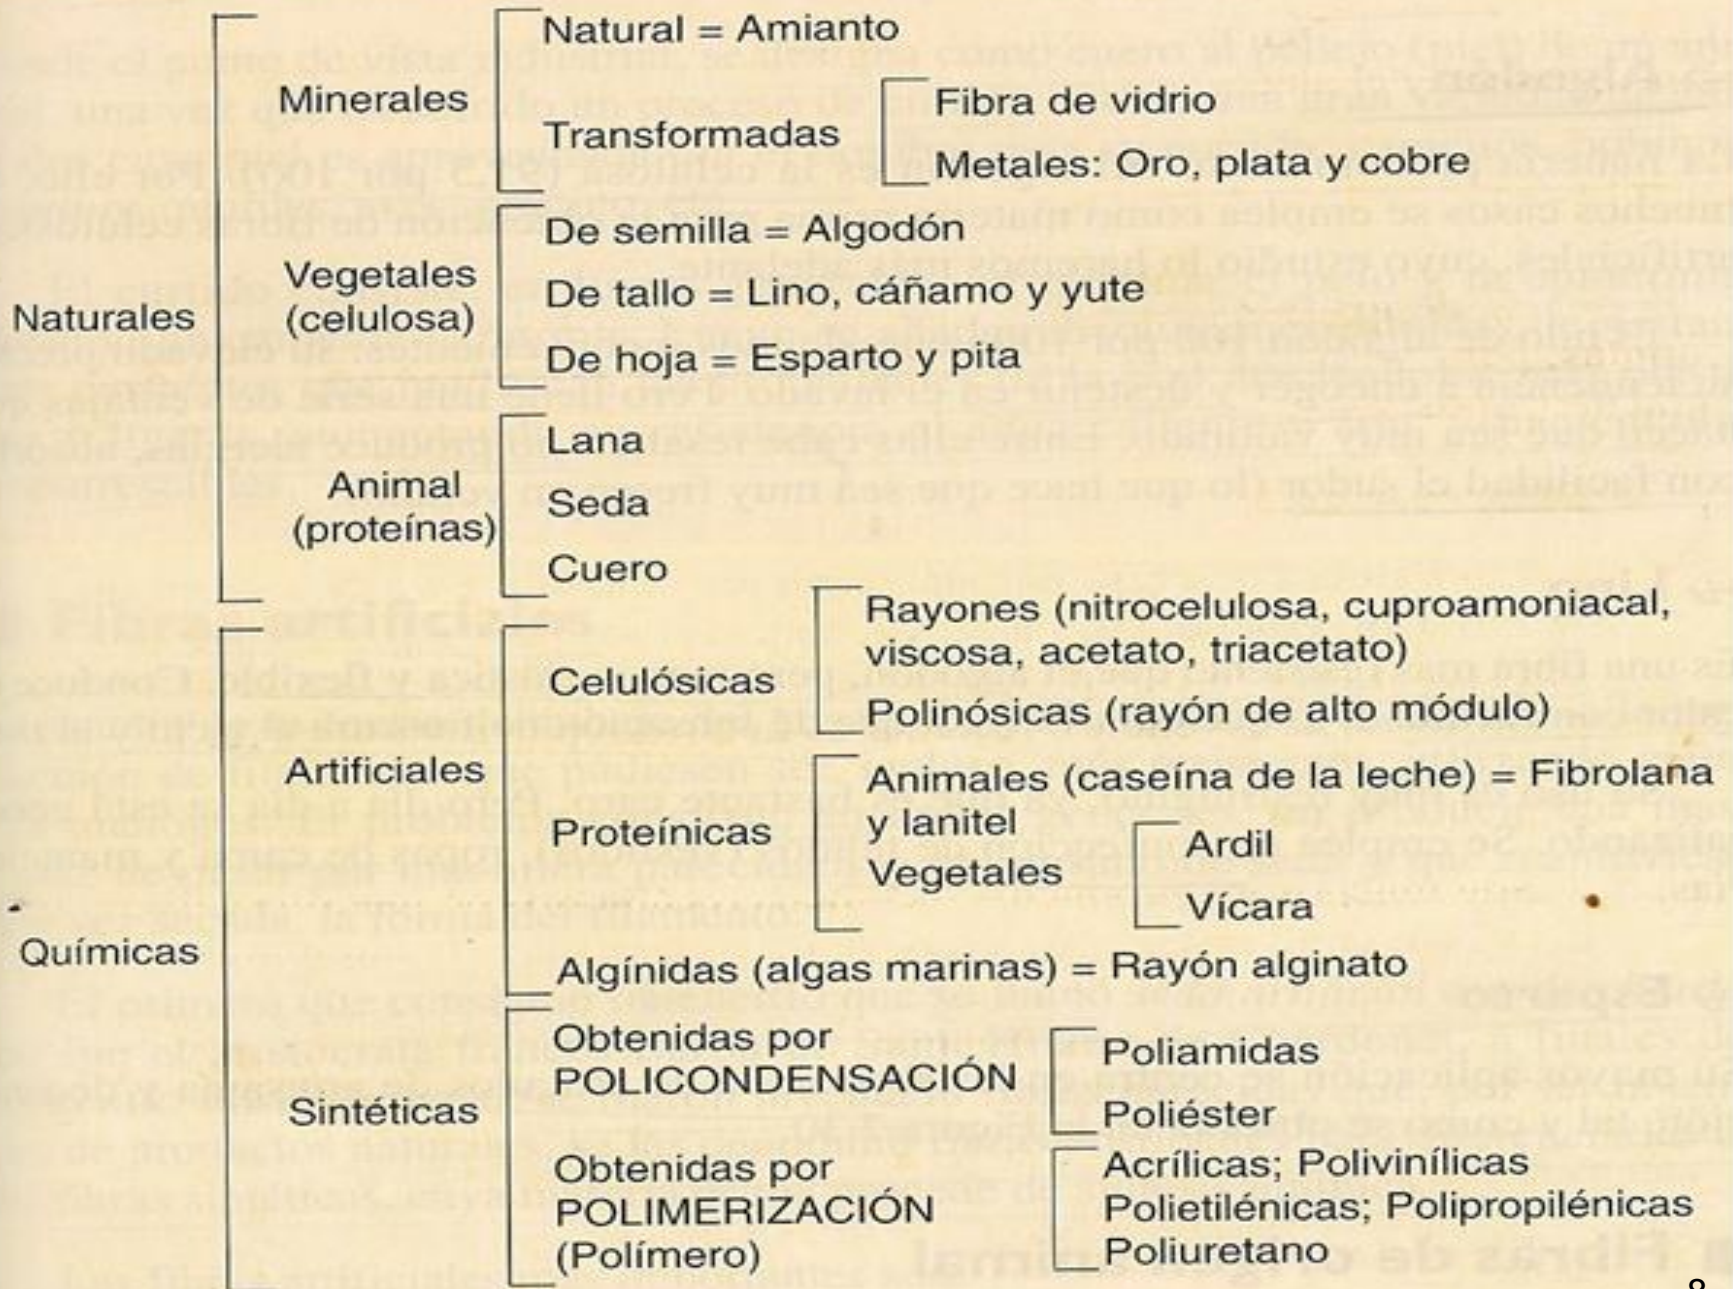 Naturales
Minerales
Natural = Amianto
Transformadas
Fibra de vidrio
Metales: Oro, plata y cobre
Vegetales
(celulosa)
De semilla = Algodón
De tallo = Lino, cáñamo y yute
De hoja = Esparto y pita
Animal
(proteínas)
Lana
Seda
Cuero
Químicas
Artificiales
Celulósicas
Rayones (nitrocelulosa, cuproamoniacal,
viscosa, acetato, triacetato)
Polinósicas (rayón de alto módulo)
Proteínicas
Animales (caseína de la leche) = Fibrolana
y lanitel
Vegetales
Ardil
Vícara
Algínidas (algas marinas) = Rayón alginato
Sintéticas
Obtenidas por
POLICONDENSACIÓN
Poliamidas
Poliéster
Obtenidas por
POLIMERIZACIÓN
(Polímero)
Acrílicas; Polivinílicas
Polietilénicas; Polipropilénicas
Poliuretano